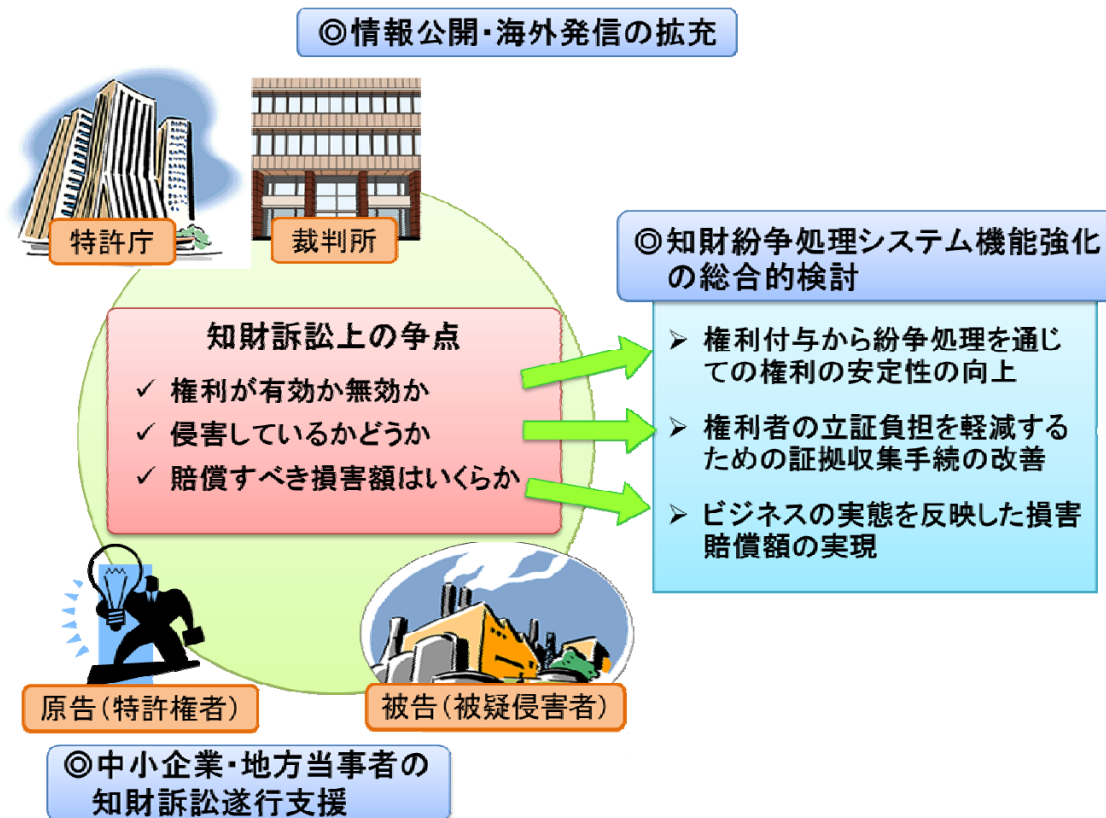 ◎情報公開・海外発信の拡充
特許庁
裁判所
知財訴訟上の争点
✓ 権利が有効か無効か
✓ 侵害しているかどうか
✓ 賠償すべき損害額はいくらか
◎知財紛争処理システム機能強化
の総合的検討
➢ 権利付与から紛争処理を通じ
ての権利の安定性の向上
➢ 権利者の立証負担を軽減する
ための証拠収集手続の改善
➢ ビジネスの実態を反映した損害
賠償額の実現
原告(特許権者)
被告(被疑侵害者)
◎中小企業・地方当事者の
知財訴訟遂行支援